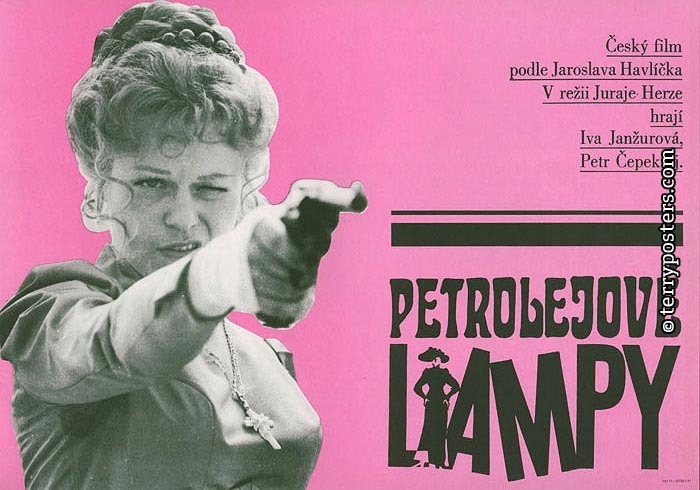 Český film
podle Jaroslava Havlíčka
V režii Juraje Herze
hrají
Iva Janžurová,
Petr Čepek
© terryposters.com
PETROLEJOVÉ
LAMPY